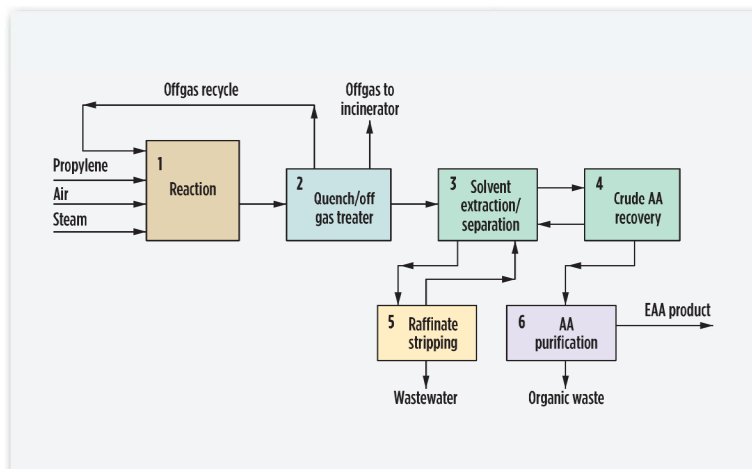 Offgas recycle
Offgas to
incinerator
Propylene
Air
Steam
1
Reaction
2
Quench/off
gas treater
3 Solvent
extraction/
separation
4
Crude AA
recovery
5 Raffinate
stripping
6 AA
purification
EAA product
Wastewater
Organic waste